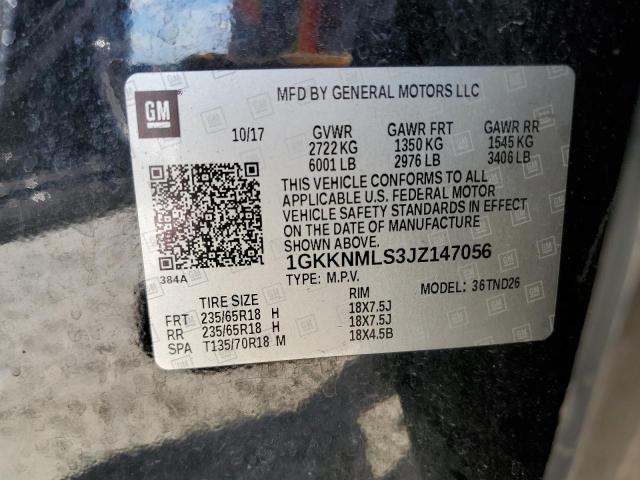 MFD BY GENERAL MOTORS LLC
GM
10/17 GVWR GAWR FRT GAWR RR
2722 KG 1350 KG 1545 KG
6001 LB 2976 LB 3406 LB
THIS VEHICLE CONFORMS TO ALL
APPLICABLE U.S. FEDERAL MOTOR
VEHICLE SAFETY STANDARDS IN EFFECT
ON THE DATE OF MANUFACTURE
SHOWN ABOVE.
1GKKNMLS3JZ147056
384A
TYPE: M.P.V. MODEL: 36TND26
TIRE SIZE RIM
FRT 235/65R18 H 18X7.5J
RR 235/65R18 H 18X7.5J
SPA T135/70R18 M 18X4.5B